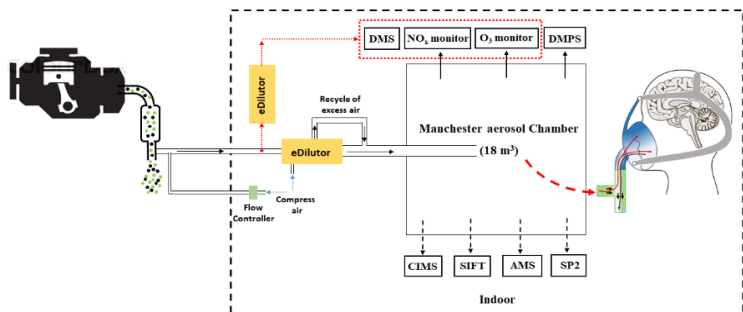 DMS
NOx monitor
O3 monitor
DMPS
eDilutor
Recycle of
excess air
eDilutor
Manchester aerosol Chamber
(18 m³)
Flow
Controller
Compress
air
CIMS
SIFT
AMS
SP2
Indoor